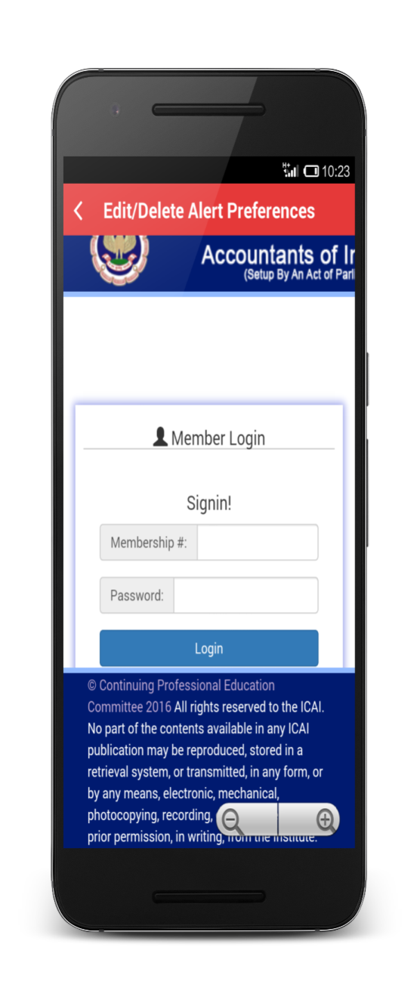 H+ 10:23
Edit/Delete Alert Preferences
Accountants of
(Setup By An Act of
Member Login
Signin!
Membership #:
Password:
Login
© Continuing Professional Education
Committee 2016 All rights reserved to the ICAI.
No part of the contents available in any ICAI
publication may be reproduced, stored in a
retrieval system, or transmitted, in any form, or
by any means, electronic, mechanical,
photocopying, recording,
prior permission, in writing, from the Institute.